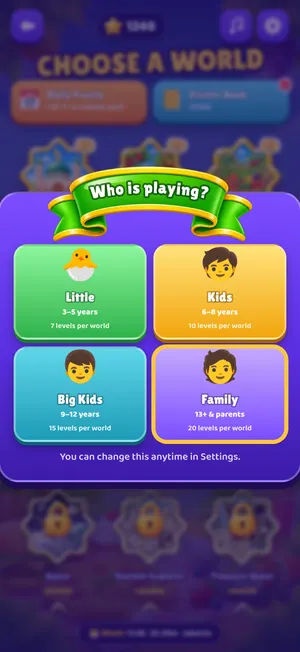 1368
CHOOSE A WORLD
Who is playing?
Little
3–5 years
7 levels per world
Kids
6–8 years
10 levels per world
Big Kids
9–12 years
15 levels per world
Family
13+ & parents
20 levels per world
You can change this anytime in Settings.